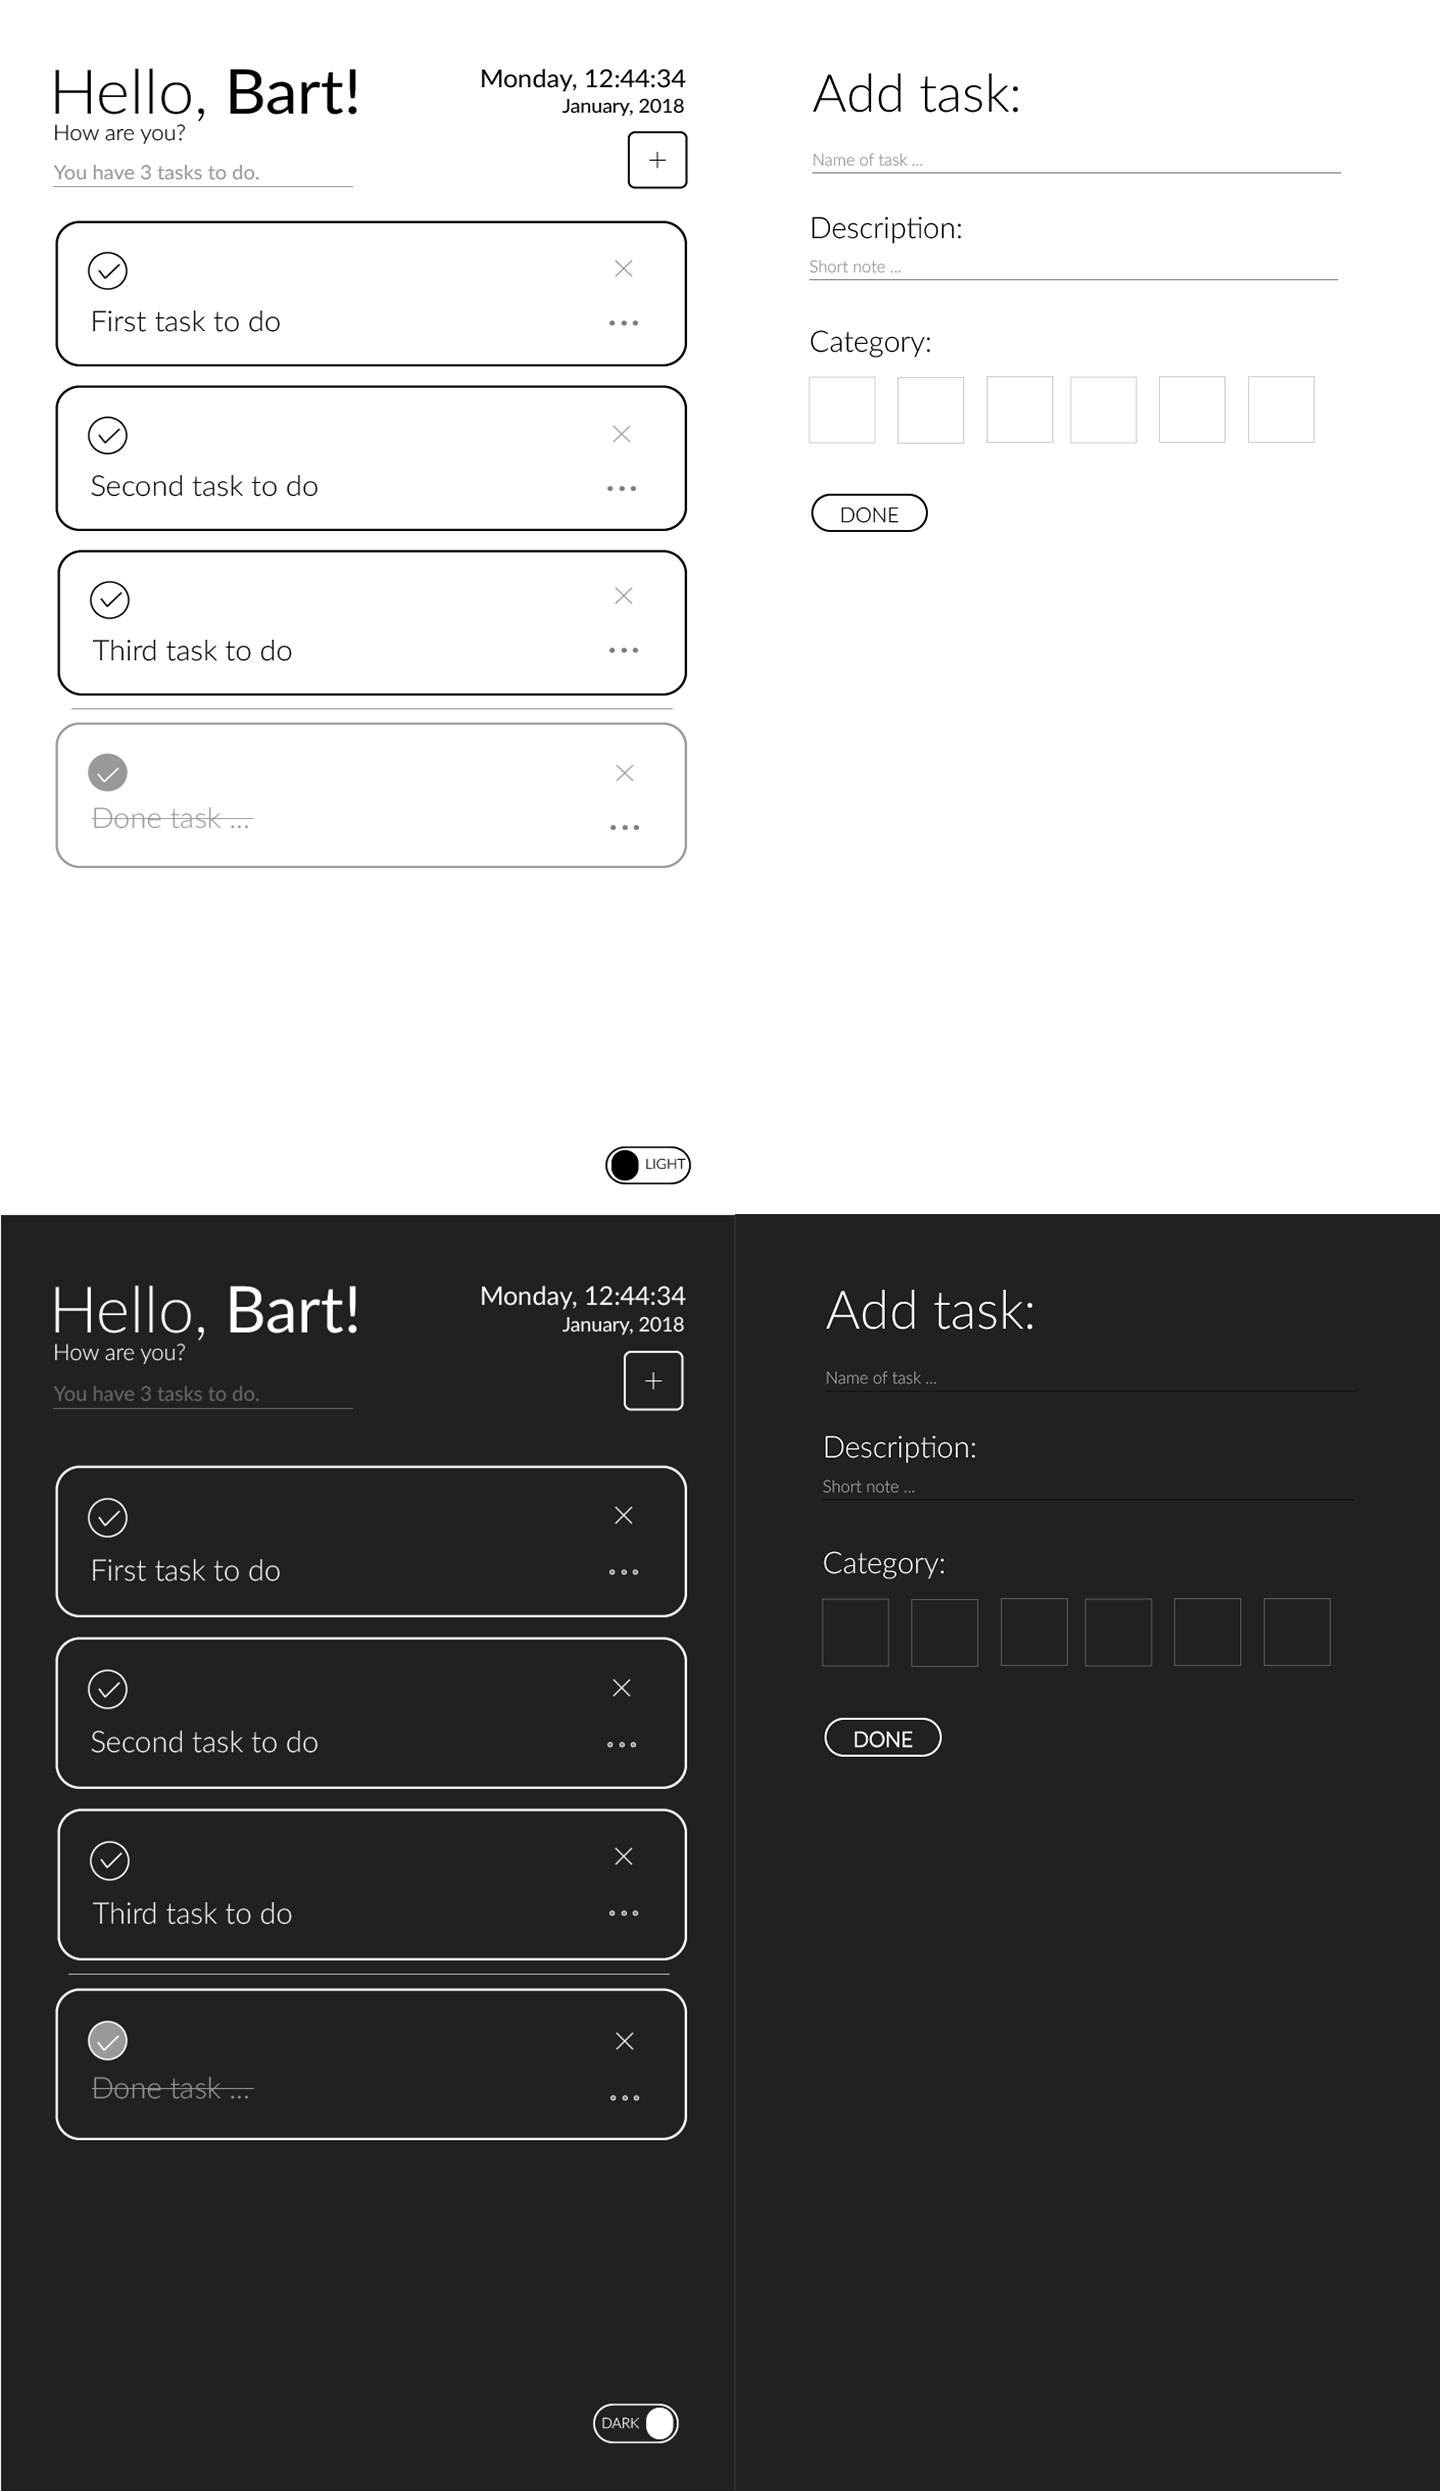 Hello, Bart!
How are you?
You have 3 tasks to do.
Monday, 12:44:34
January, 2018
+
First task to do
Second task to do
Third task to do
Done task ...
LIGHT
Add task:
Name of task ...
Description:
Short note ...
Category:
DONE
Hello, Bart!
How are you?
You have 3 tasks to do.
Monday, 12:44:34
January, 2018
+
First task to do
Second task to do
Third task to do
Done task ...
DARK
Add task:
Name of task ...
Description:
Short note ...
Category:
DONE